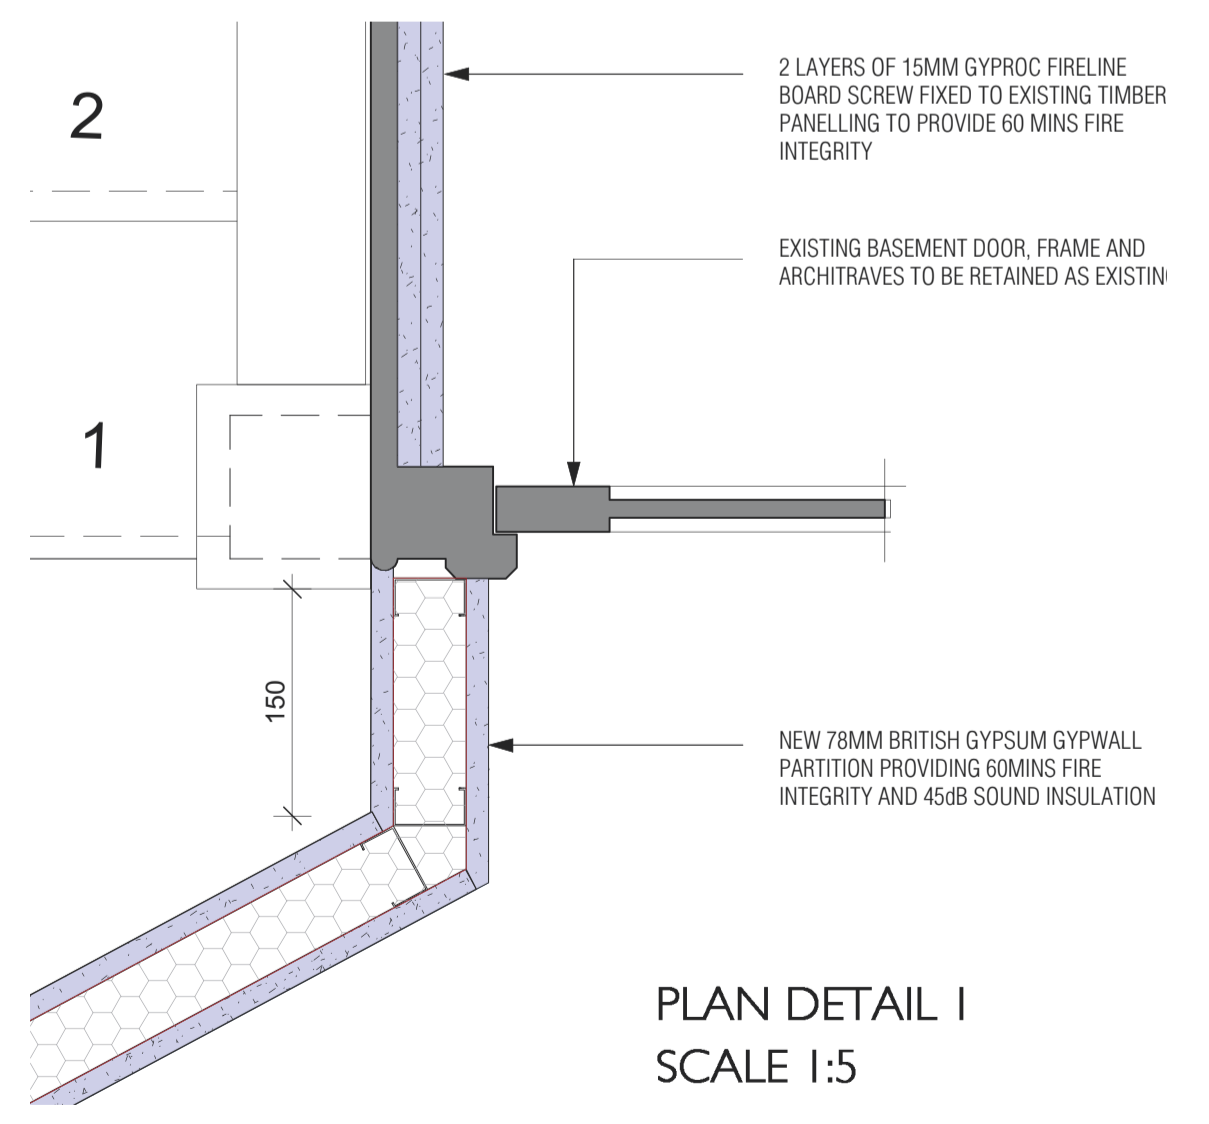 2
2 LAYERS OF 15MM GYPROC FIRELINE
BOARD SCREW FIXED TO EXISTING TIMBER
PANELLING TO PROVIDE 60 MINS FIRE
INTEGRITY
EXISTING BASEMENT DOOR, FRAME AND
ARCHITRAVES TO BE RETAINED AS EXISTIN
1
150
NEW 78MM BRITISH GYPSUM GYPWALL
PARTITION PROVIDING 60MINS FIRE
INTEGRITY AND 45dB SOUND INSULATION
PLAN DETAIL 1
SCALE 1:5